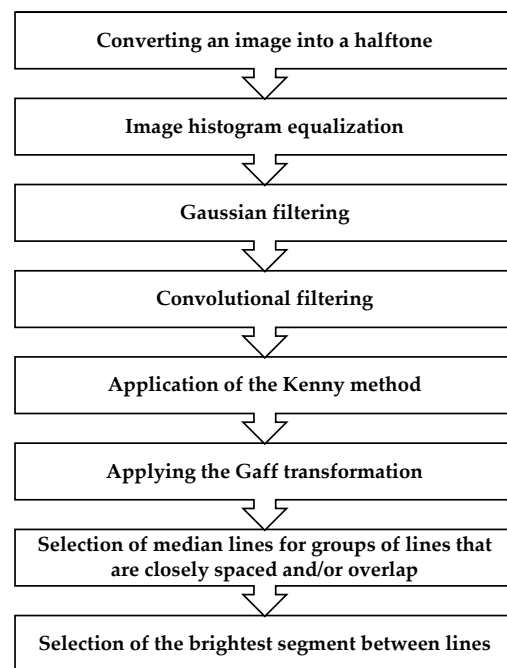 Converting an image into a halftone
Image histogram equalization
Gaussian filtering
Convolutional filtering
Application of the Kenny method
Applying the Gaff transformation
Selection of median lines for groups of lines that
are closely spaced and/or overlap
Selection of the brightest segment between lines